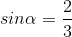 sinα = 2/3